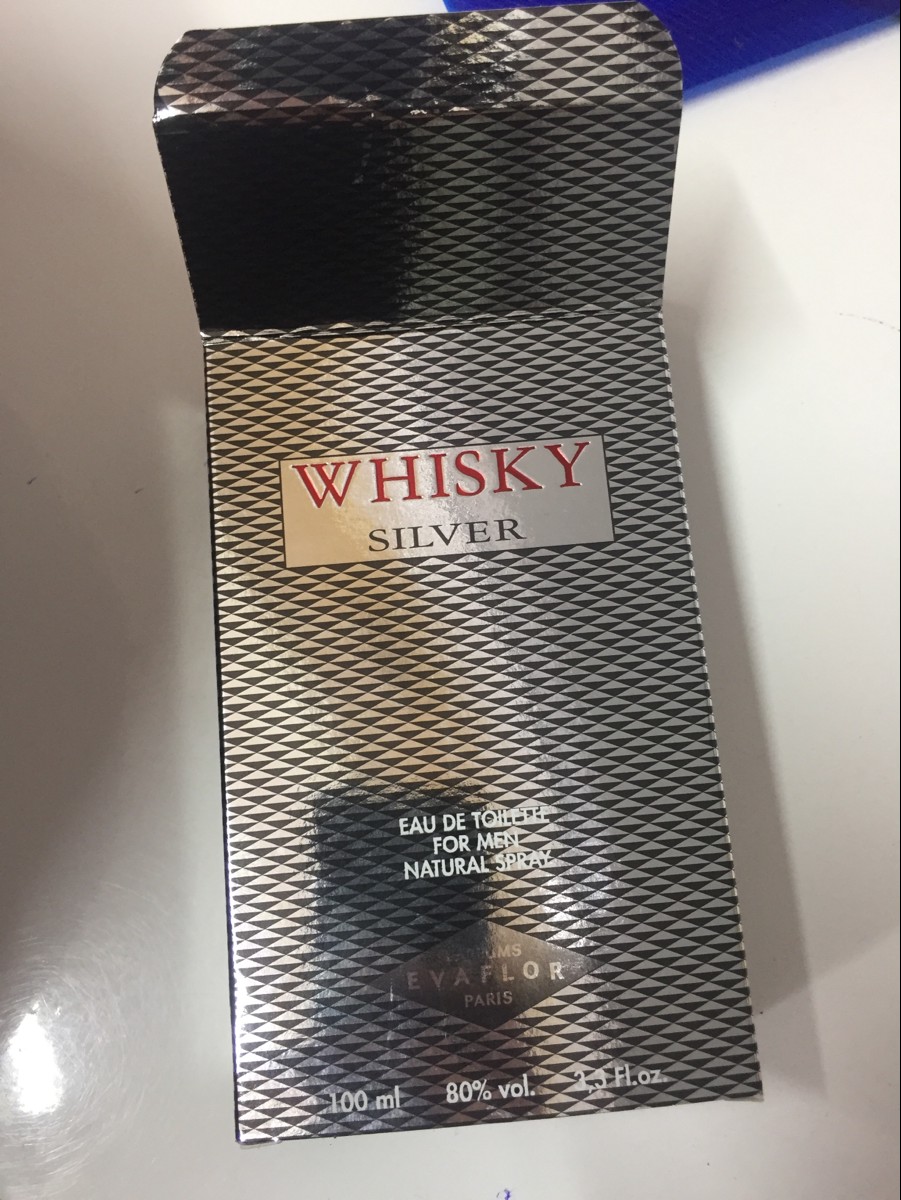 WHISKY
SILVER
EAU DE TOILETTE
FOR MEN
NATURAL SPRAY
EVAFLOR
PARIS
100 ml 80% vol. 3,3 Fl.oz.